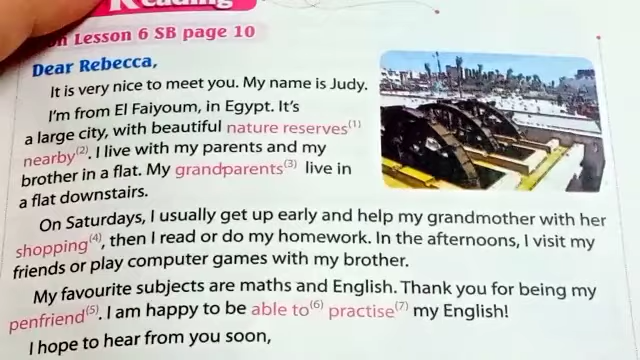 Reading
Lesson 6 SB page 10
Dear Rebecca,
It is very nice to meet you. My name is Judy.
I'm from El Faiyoum, in Egypt. It's
a large city, with beautiful nature reserves(1)
nearby(2). I live with my parents and my
brother in a flat. My grandparents(3) live in
a flat downstairs.
On Saturdays, I usually get up early and help my grandmother with her
shopping(4), then I read or do my homework. In the afternoons, I visit my
friends or play computer games with my brother.
My favourite subjects are maths and English. Thank you for being my
penfriend(5). I am happy to be able to(6) practise(7) my English!
I hope to hear from you soon,